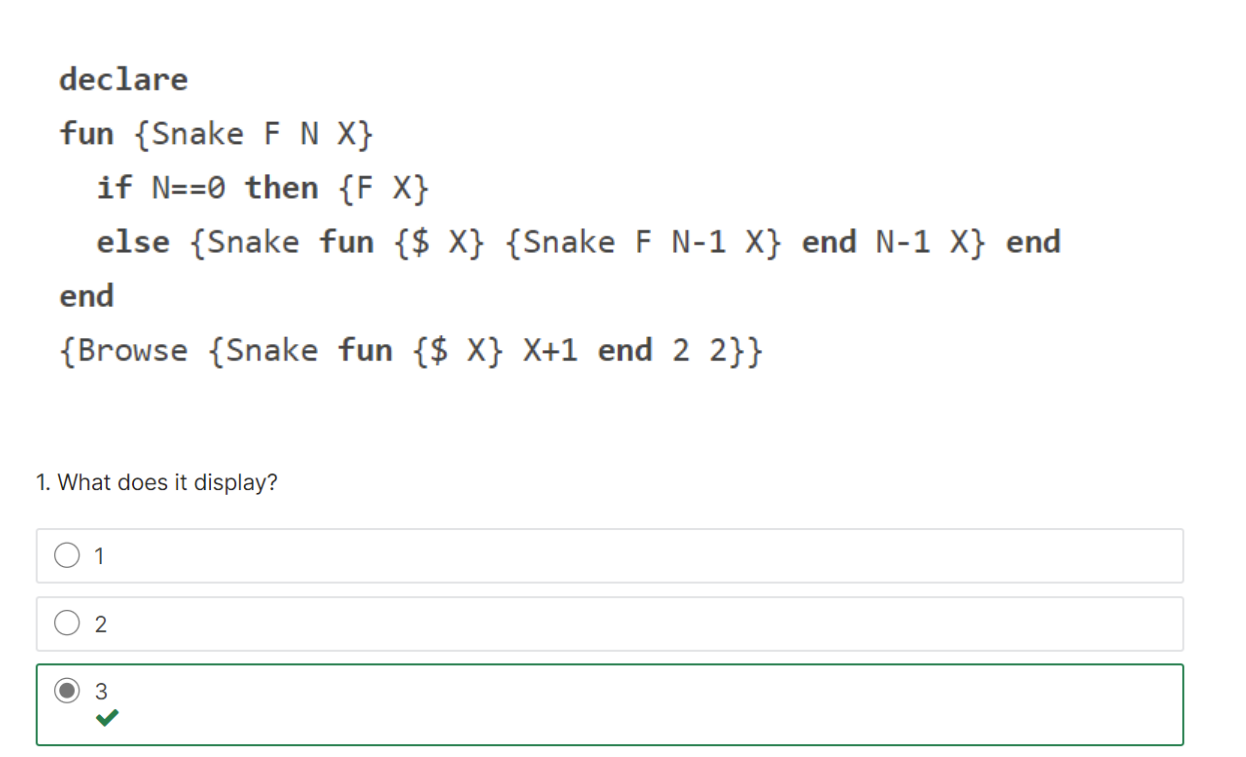 declare
fun {Snake F N X}
if N==0 then {F X}
else {Snake fun {$ X} {Snake F N-1 X} end N-1 X} end
end
{Browse {Snake fun {$ X} X+1 end 2 2}}
1. What does it display?
1
2
3